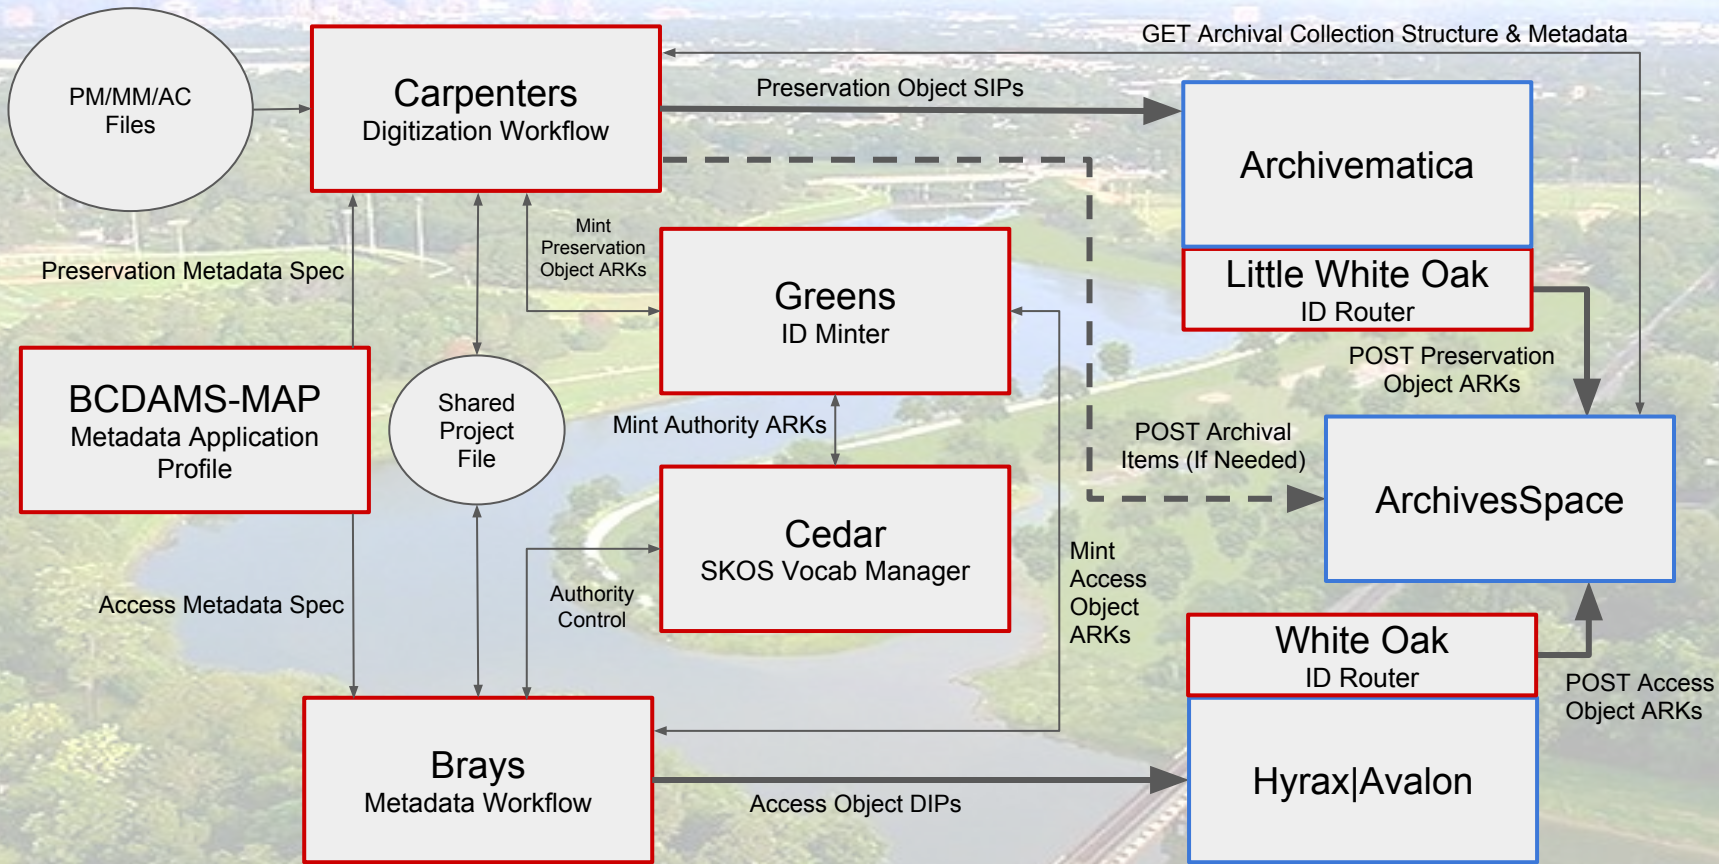 GET Archival Collection Structure & Metadata
PM/MM/AC
Files
Carpenters
Digitization Workflow
Preservation Object SIPs
Archivematica
Mint
Preservation
Object ARKs
Preservation Metadata Spec
Greens
ID Minter
Little White Oak
ID Router
POST Preservation
Object ARKs
BCDAMS-MAP
Metadata Application
Profile
Shared
Project
File
Mint Authority ARKs
POST Archival
Items (If Needed)
ArchivesSpace
Cedar
SKOS Vocab Manager
Mint
Access
Object
ARKs
Access Metadata Spec
Authority
Control
White Oak
ID Router
POST Access
Object ARKs
Brays
Metadata Workflow
Access Object DIPs
Hyrax|Avalon